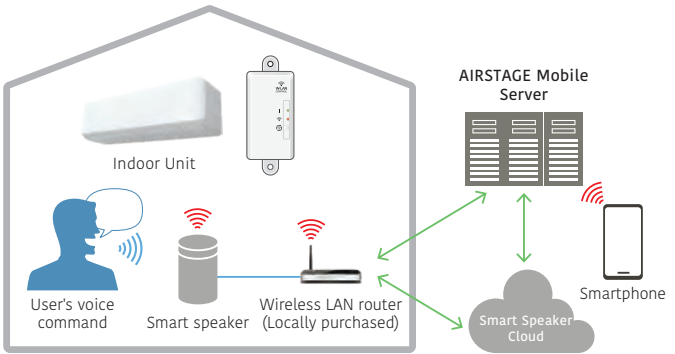 AIRSTAGE Mobile
Server
WLAN
Indoor Unit
User's voice
command
Smart speaker
Wireless LAN router
(Locally purchased)
Smart Speaker
Cloud
Smartphone